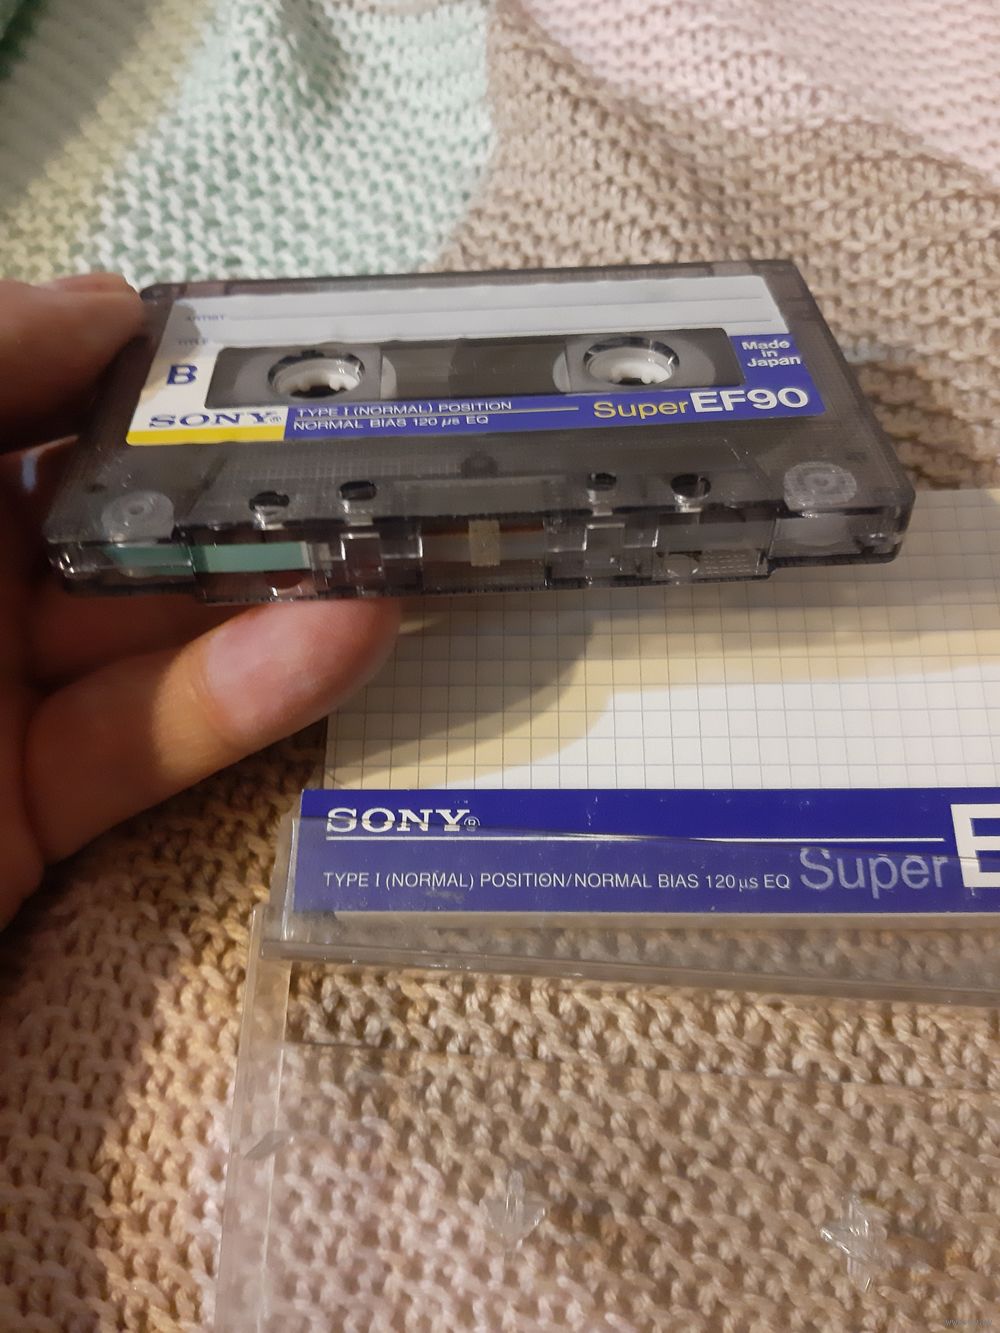 ARTIST
TITLE
B
Made
in
Japan
SONY®
TYPE I (NORMAL) POSITION
NORMAL BIAS 120 µs EQ
Super EF90
SONY®
TYPE I (NORMAL) POSITION/NORMAL BIAS 120 µs EQ
Super E